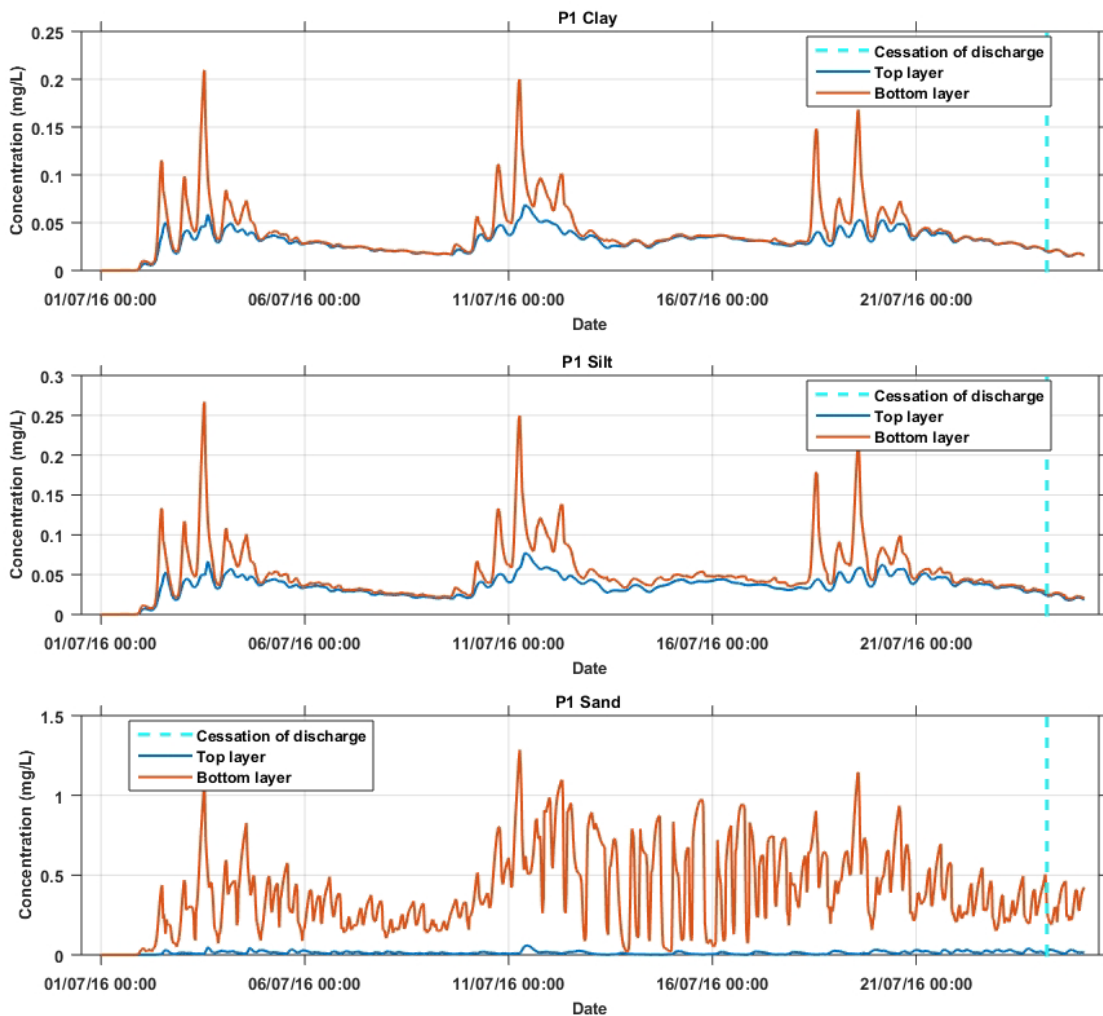 P1 Clay
Concentration (mg/L)
0.25
0.2
0.15
0.1
0.05
0
Cessation of discharge
Top layer
Bottom layer
01/07/16 00:00 06/07/16 00:00 11/07/16 00:00 16/07/16 00:00 21/07/16 00:00
Date
P1 Silt
Concentration (mg/L)
0.3
0.25
0.2
0.15
0.1
0.05
0
Cessation of discharge
Top layer
Bottom layer
01/07/16 00:00 06/07/16 00:00 11/07/16 00:00 16/07/16 00:00 21/07/16 00:00
Date
P1 Sand
Concentration (mg/L)
1.5
1
0.5
0
Cessation of discharge
Top layer
Bottom layer
01/07/16 00:00 06/07/16 00:00 11/07/16 00:00 16/07/16 00:00 21/07/16 00:00
Date